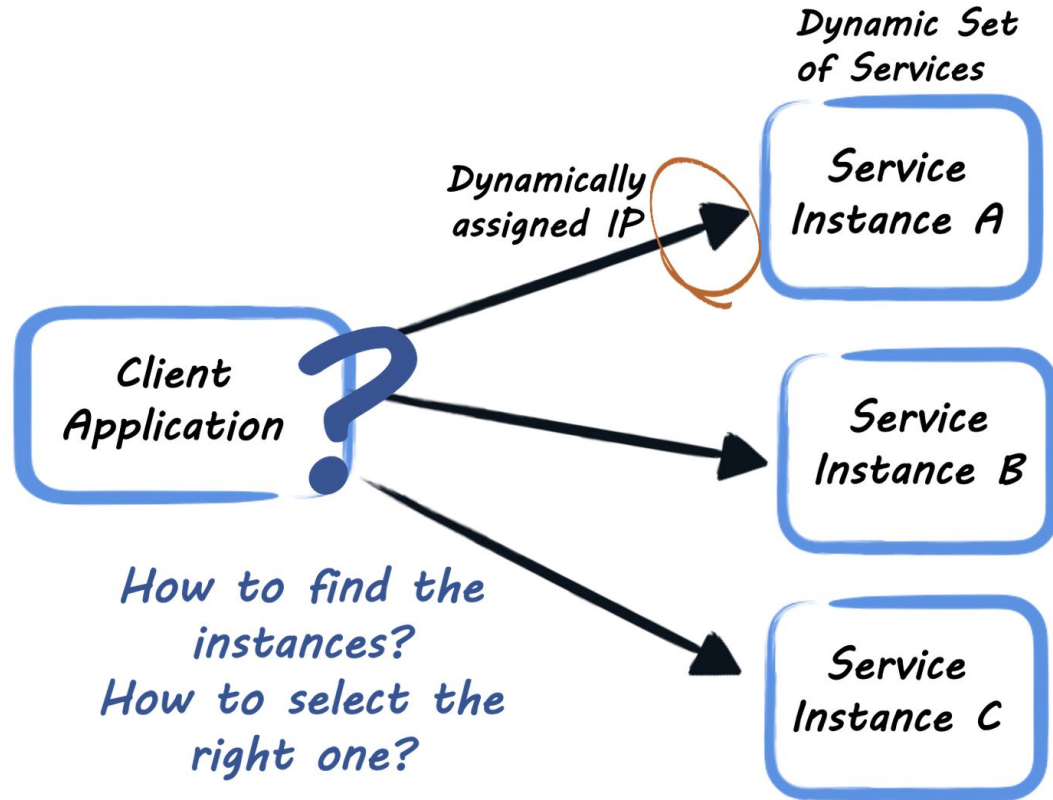 Dynamic Set
of Services
Service
Instance A
Dynamically
assigned IP
Client
Application
?
Service
Instance B
How to find the
instances?
How to select the
right one?
Service
Instance C